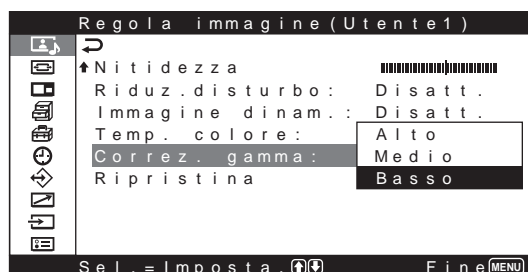 Regola immagine(Utente1)
Nitidezza
Riduz.disturbo: Disatt.
Immagine dinam.: Disatt.
Temp. colore: Alto
Correz. gamma: Medio
Ripristina Basso
Sel.=Imposta. Fine MENU